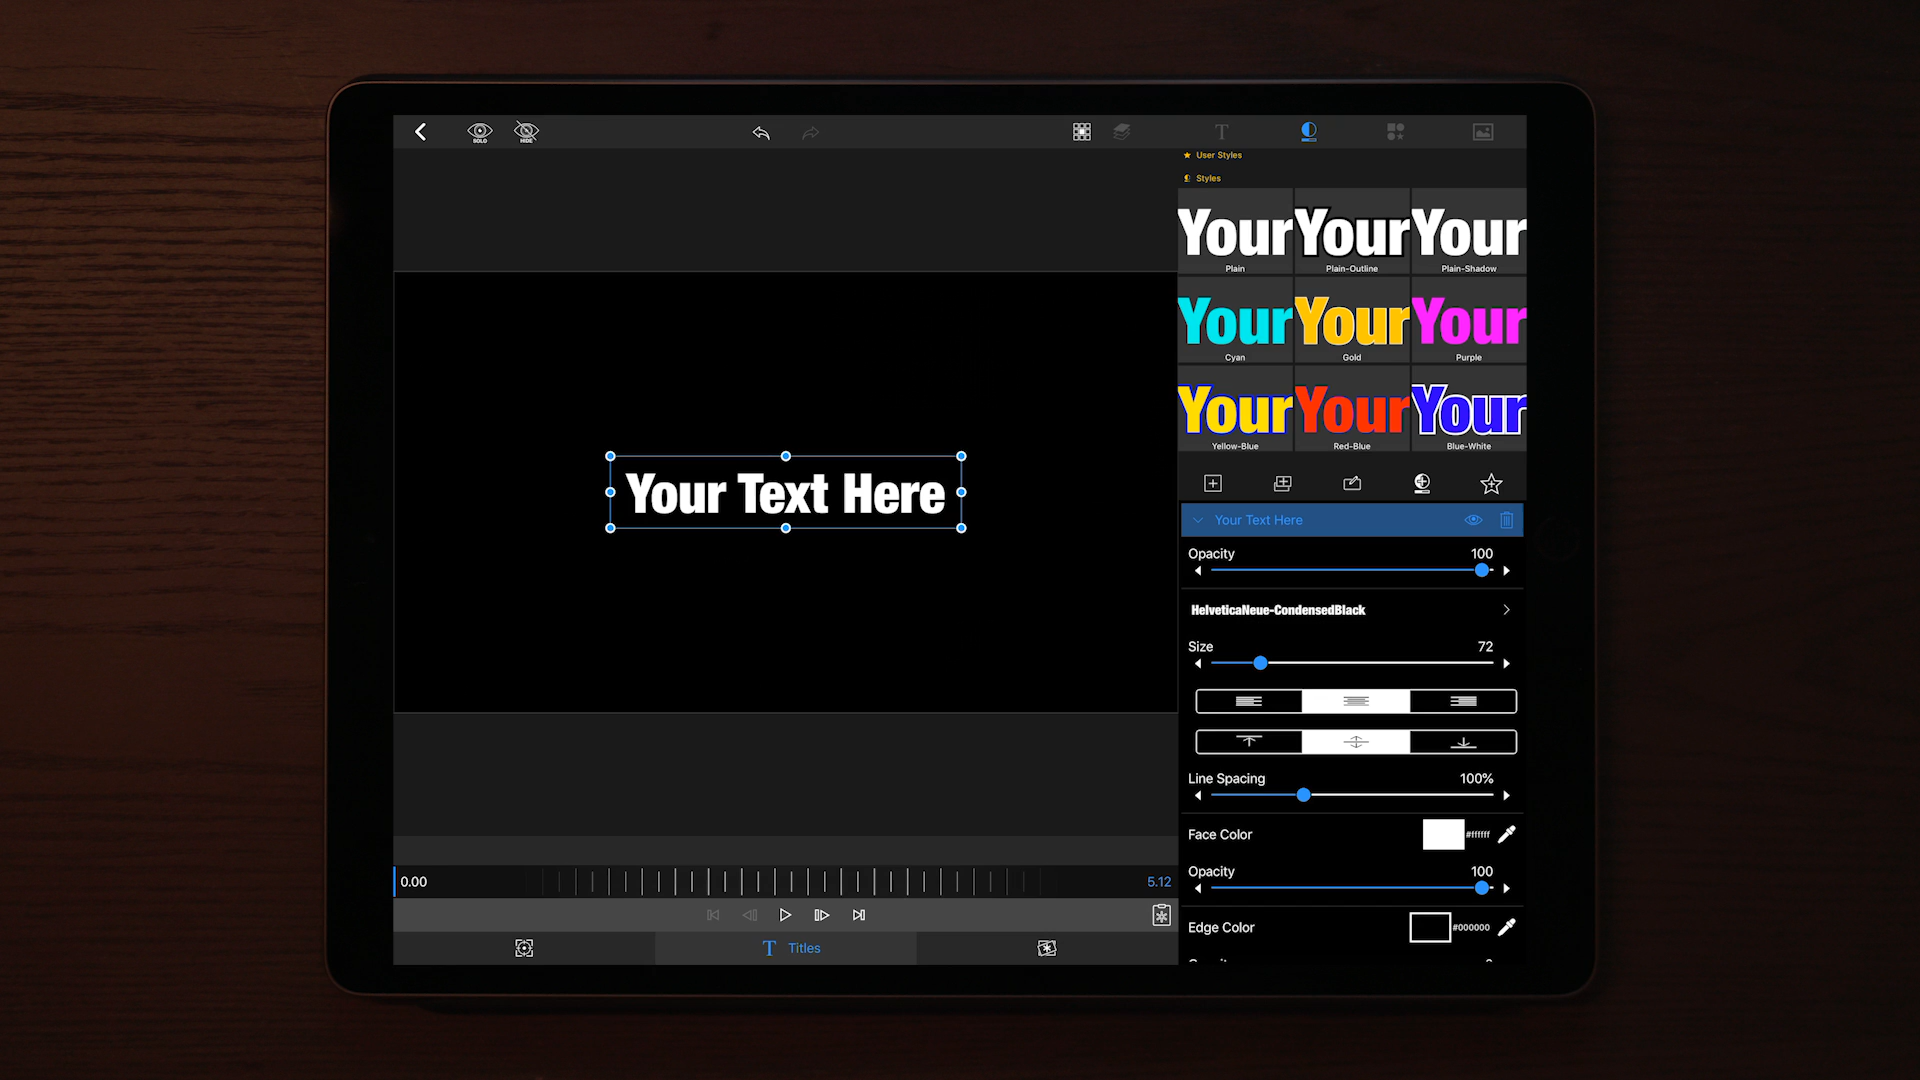 SOLO
HIDE
T
User Styles
Styles
Your Your Your
Plain Plain-Outline Plain-Shadow
Your Your Your
Cyan Gold Purple
Your Your Your
Yellow-Blue Red-Blue Blue-White
Your Text Here
Your Text Here
Opacity 100
HelveticaNeue-CondensedBlack
Size 72
Line Spacing 100%
Face Color #ffffff
Opacity 100
Edge Color #000000
0.00 5.12
T Titles